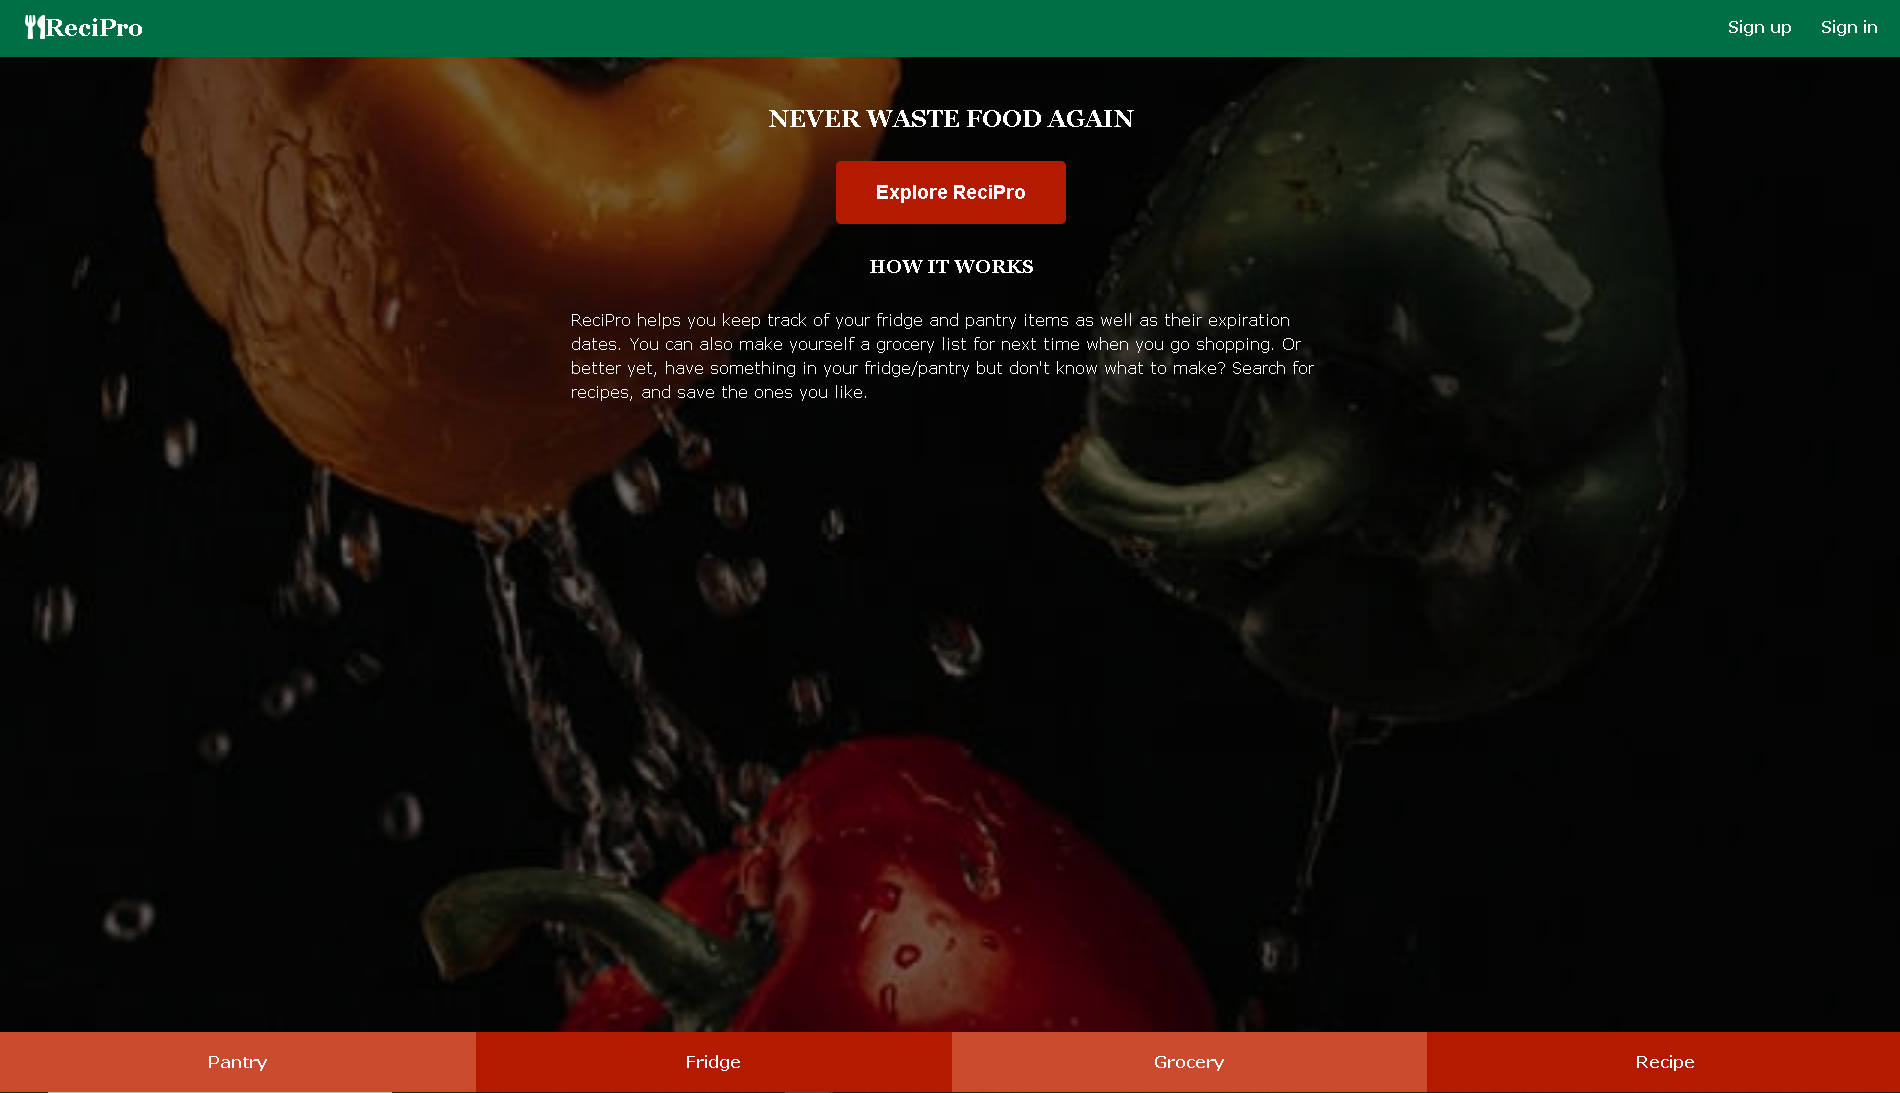 ReciPro
Sign up
Sign in
NEVER WASTE FOOD AGAIN
Explore ReciPro
HOW IT WORKS
ReciPro helps you keep track of your fridge and pantry items as well as their expiration
dates. You can also make yourself a grocery list for next time when you go shopping. Or
better yet, have something in your fridge/pantry but don't know what to make? Search for
recipes, and save the ones you like.
Pantry
Fridge
Grocery
Recipe